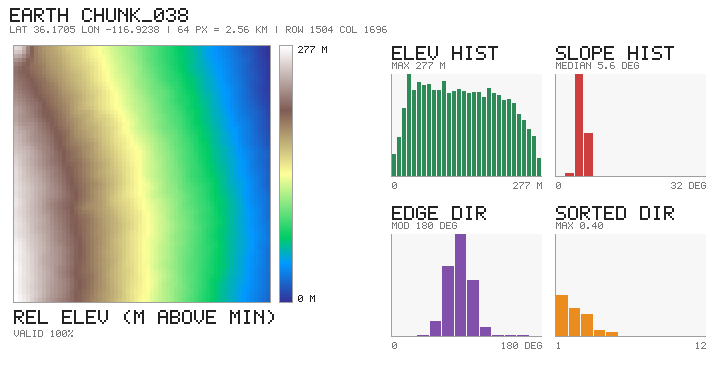 EARTH CHUNK_038
LAT 36.1705 LON -116.9238 | 64 PX = 2.56 KM | ROW 1504 COL 1696
277 M
0 M
REL ELEV (M ABOVE MIN)
VALID 100%
ELEV HIST
MAX 277 M
0 277 M
SLOPE HIST
MEDIAN 5.6 DEG
0 32 DEG
EDGE DIR
MOD 180 DEG
0 180 DEG
SORTED DIR
MAX 0.40
1 12